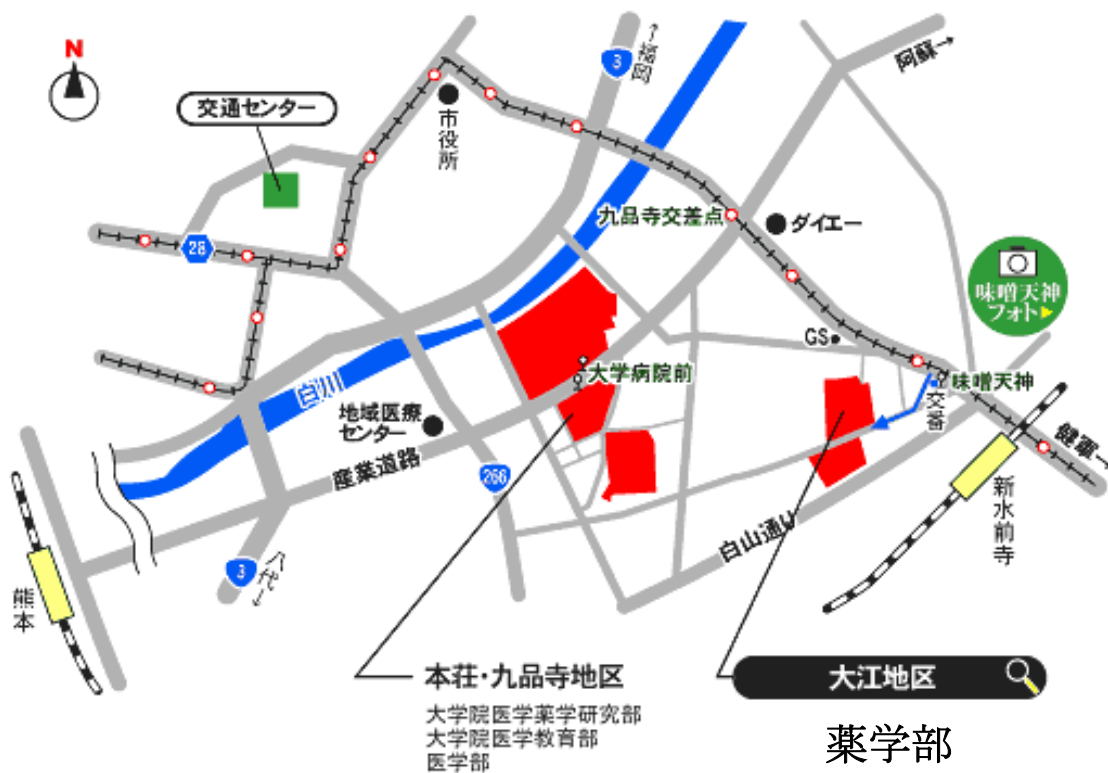 N
交通センター
市役所
3
↑福岡
阿蘇→
九品寺交差点
ダイエー
28
味噌天神
フォト▶
GS
大学病院前
味噌天神
交番
白川
地域医療
センター
産業道路
266
健軍→
新水前寺
白山通り
3
八代↓
熊本
本荘・九品寺地区
大学院医学薬学研究部
大学院医学教育部
医学部
大江地区
薬学部